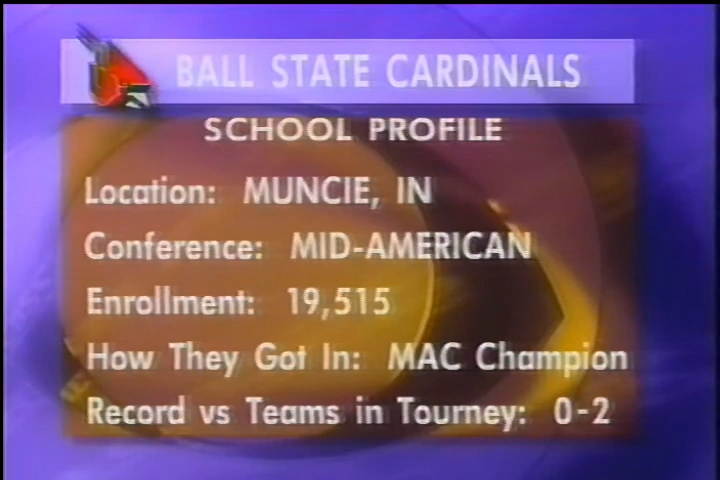 BALL STATE CARDINALS
SCHOOL PROFILE
Location: MUNCIE, IN
Conference: MID-AMERICAN
Enrollment: 19,515
How They Got In: MAC Champion
Record vs Teams in Tourney: 0-2